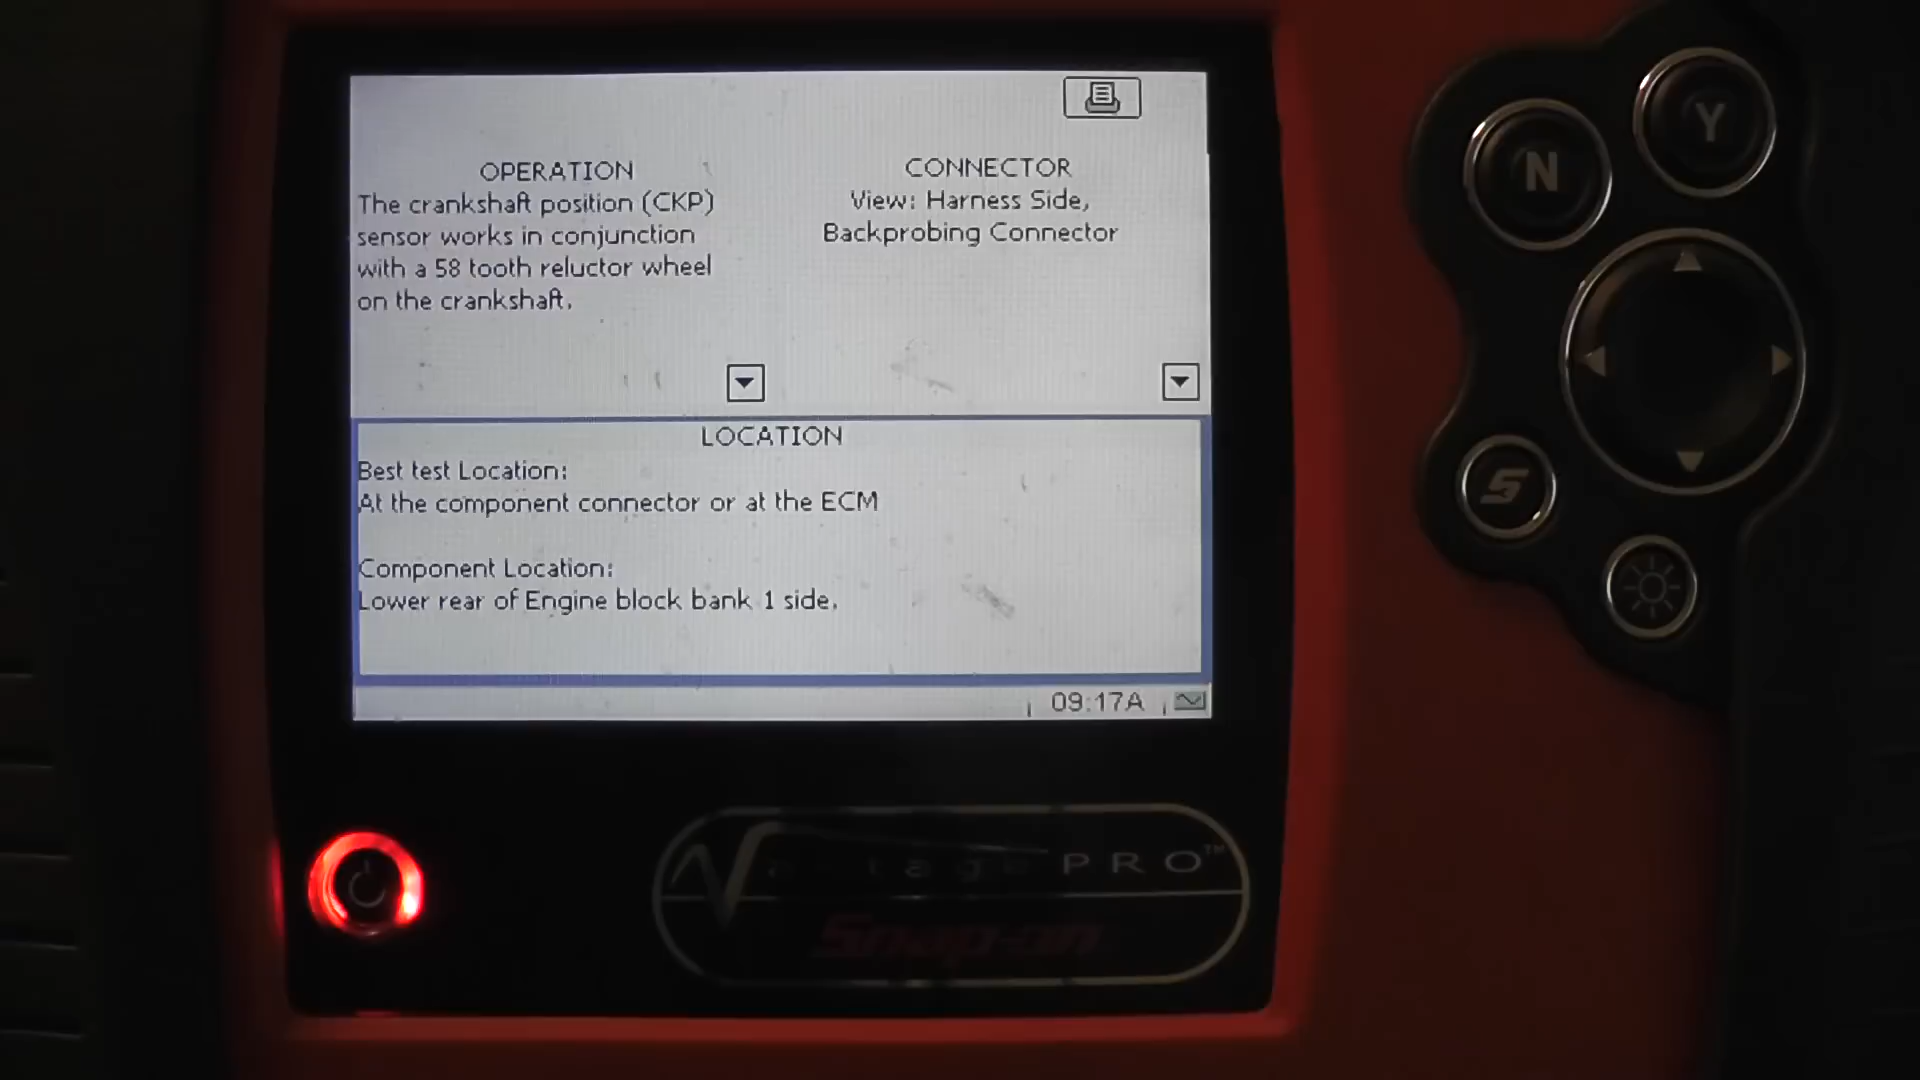 OPERATION
The crankshaft position (CKP)
sensor works in conjunction
with a 58 tooth reluctor wheel
on the crankshaft.
CONNECTOR
View: Harness Side,
Backprobing Connector
LOCATION
Best test Location:
At the component connector or at the ECM
Component Location:
Lower rear of Engine block bank 1 side.
09:17A
N
Y
S
Vantage PRO™
Snap-on